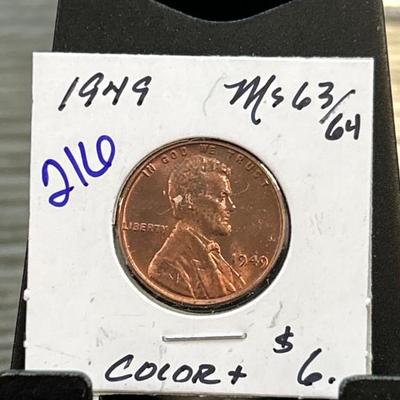 1949 MS63/64
216
IN GOD WE TRUST
LIBERTY
1949
COLOR+ $6.